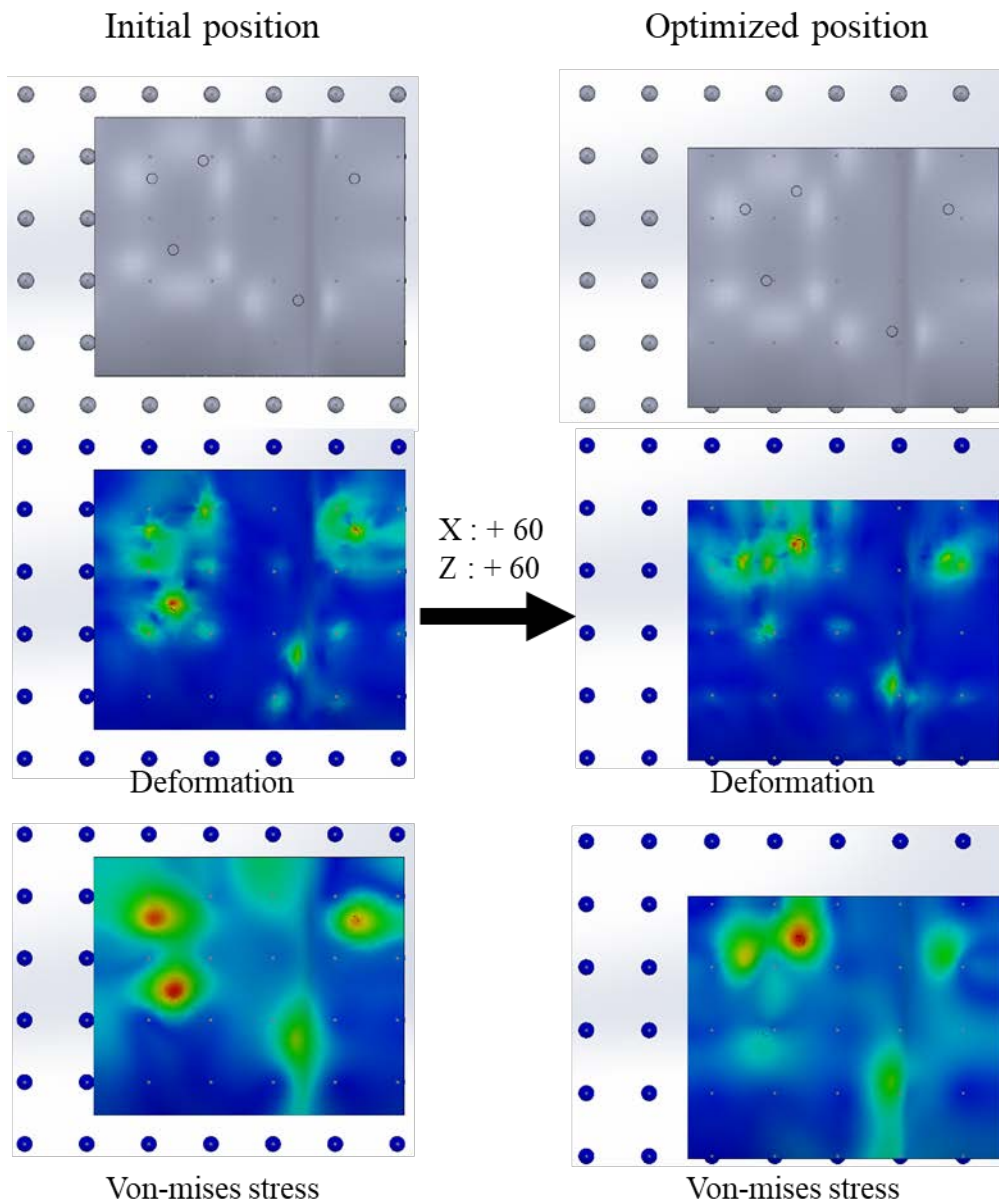 Initial position
Optimized position
X : + 60
Z : + 60
Deformation
Deformation
Von-mises stress
Von-mises stress